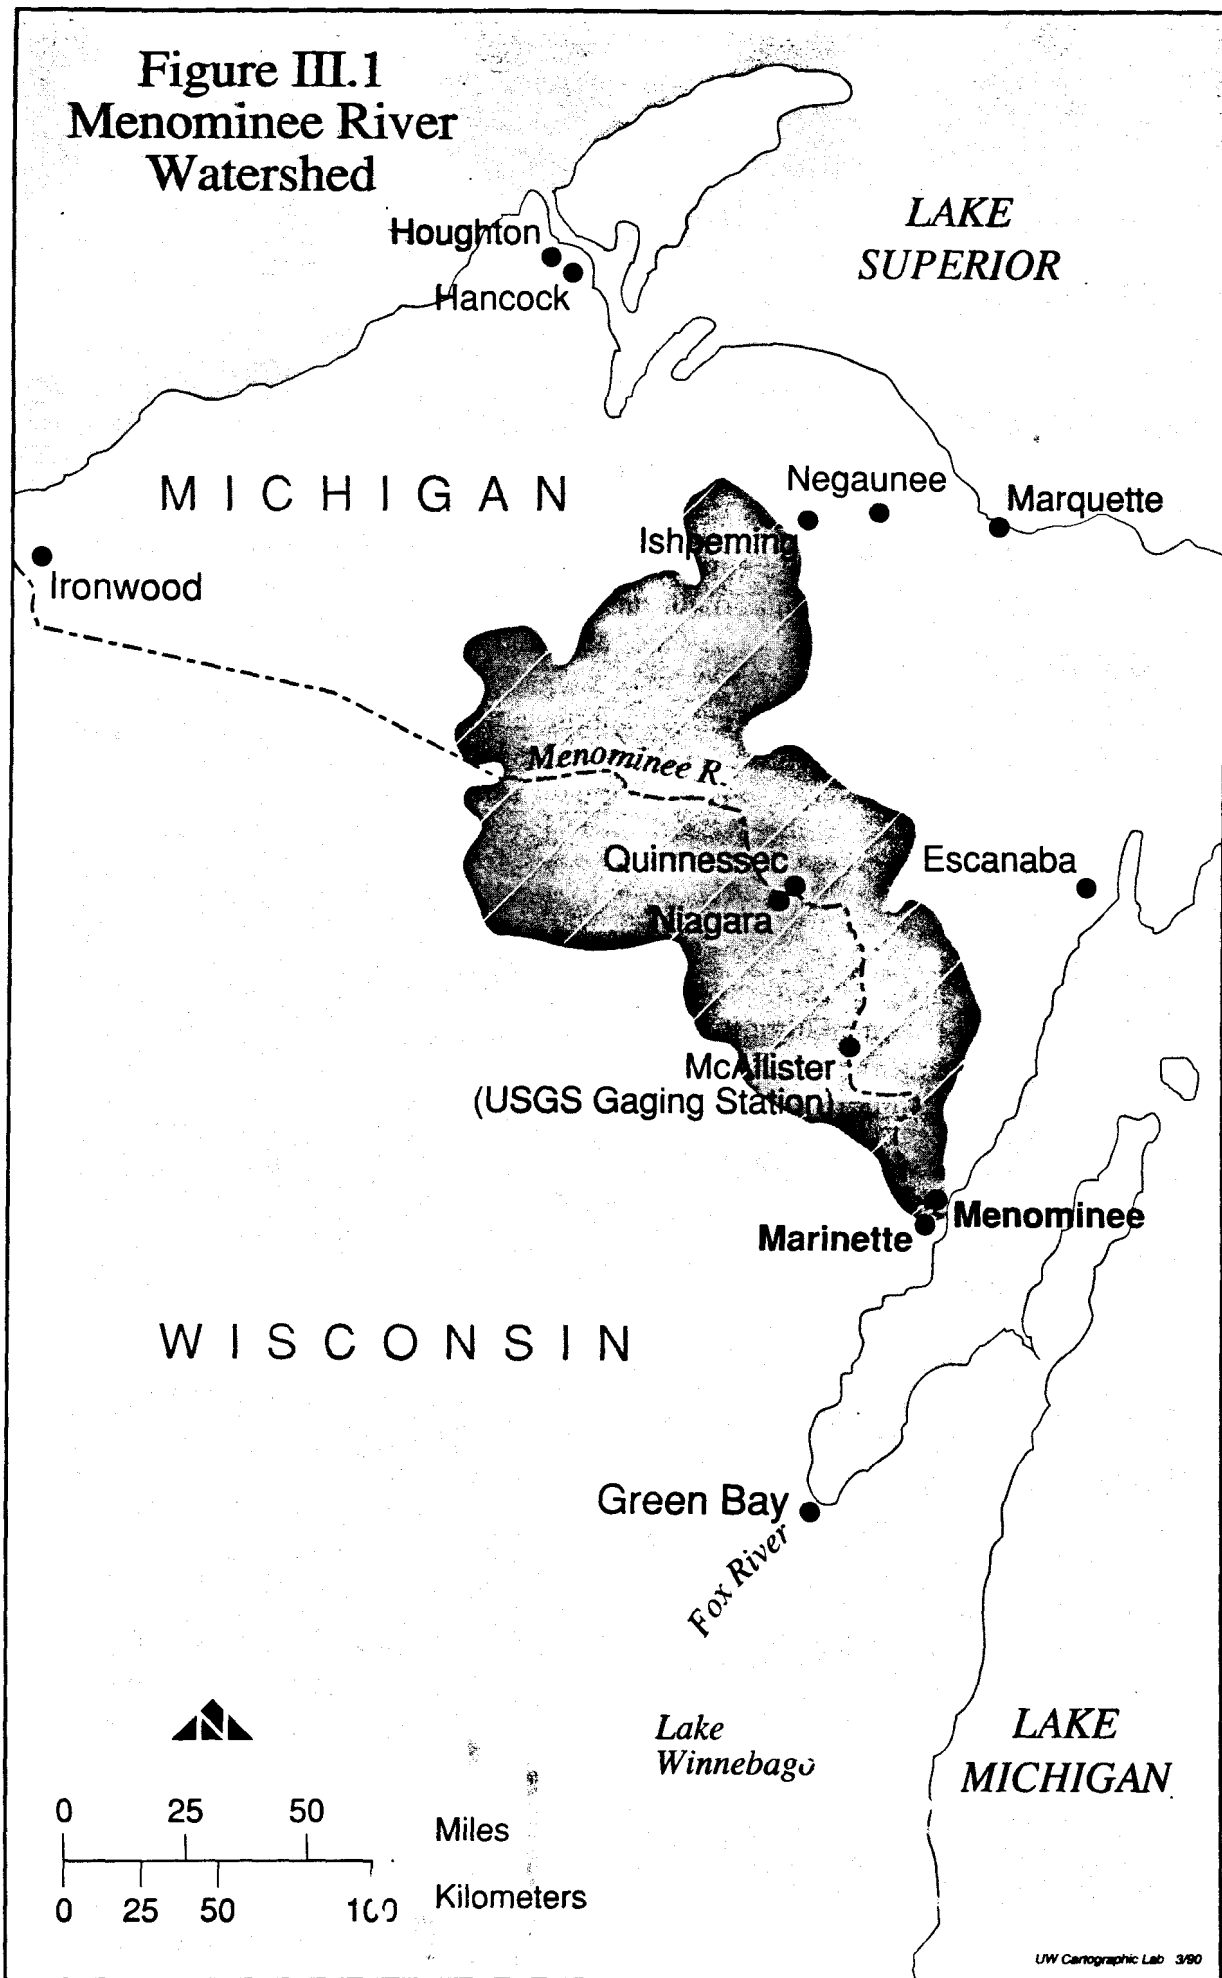 Figure III.1
Menominee River
Watershed
LAKE
SUPERIOR
Houghton
Hancock
MICHIGAN
Negaunee
Marquette
Ishpeming
Ironwood
Menominee R.
Quinnessec
Escanaba
Niagara
McAllister
(USGS Gaging Station)
Menominee
Marinette
WISCONSIN
Green Bay
Fox River
Lake
Winnebago
LAKE
MICHIGAN
N
0 25 50
Miles
0 25 50 100
Kilometers
UW Cartographic Lab 3/90